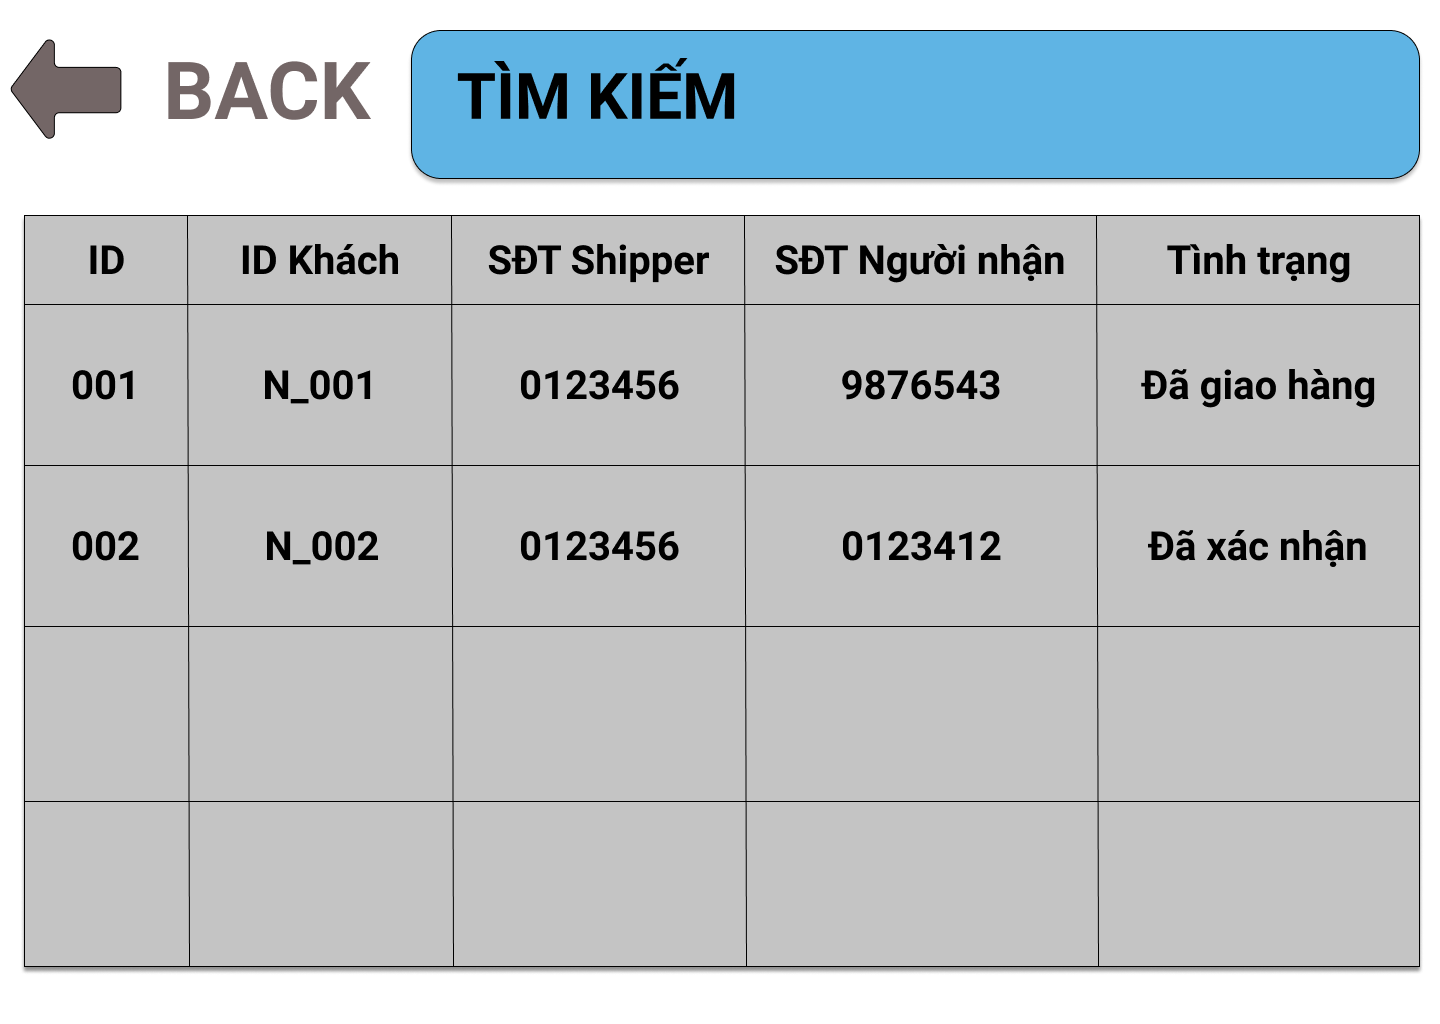 BACK
TÌM KIẾM
ID ID Khách SĐT Shipper SĐT Người nhận Tình trạng
001 N_001 0123456 9876543 Đã giao hàng
002 N_002 0123456 0123412 Đã xác nhận